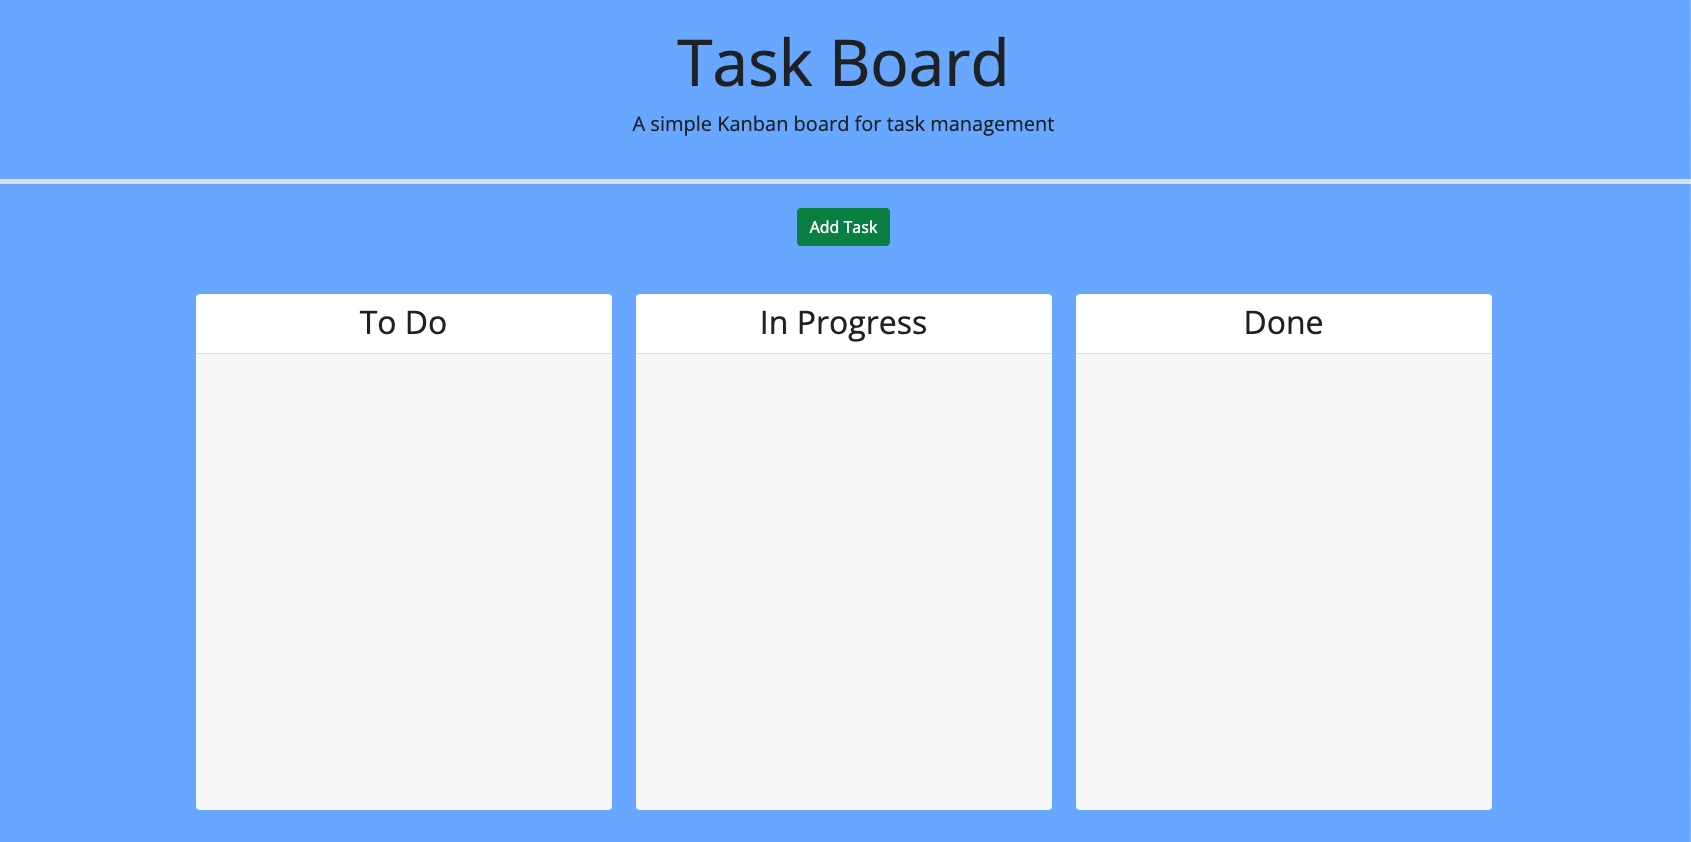 Task Board
A simple Kanban board for task management
Add Task
To Do
In Progress
Done